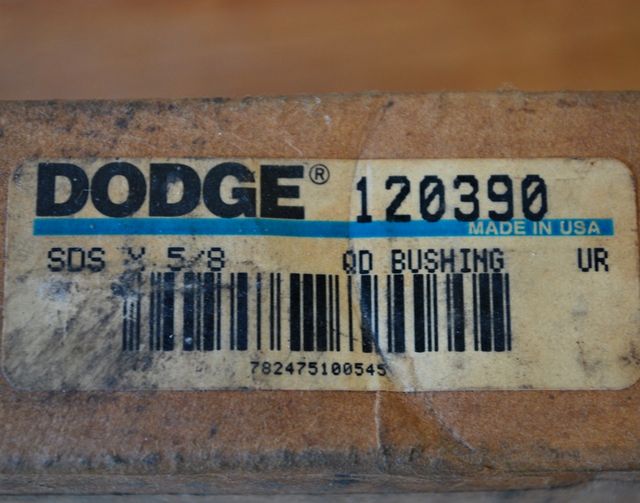 DODGE® 120390
MADE IN USA
SDS X 5/8 QD BUSHING UR
782475100545